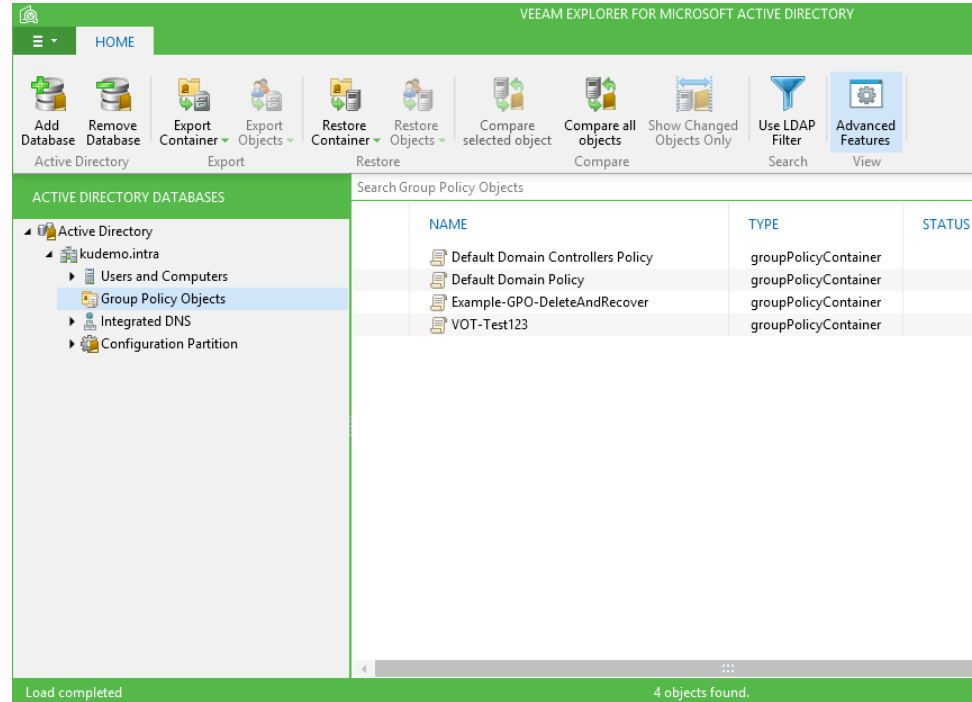 VEEAM EXPLORER FOR MICROSOFT ACTIVE DIRECTORY
HOME
Add Database
Remove Database
Export Container
Export Objects
Restore Container
Restore Objects
Compare selected object
Compare all objects
Show Changed Objects Only
Use LDAP Filter
Advanced Features
Active Directory
Export
Restore
Compare
Search
View
ACTIVE DIRECTORY DATABASES
Active Directory
kudemo.intra
Users and Computers
Group Policy Objects
Integrated DNS
Configuration Partition
Search Group Policy Objects
NAME TYPE STATUS
Default Domain Controllers Policy groupPolicyContainer
Default Domain Policy groupPolicyContainer
Example-GPO-DeleteAndRecover groupPolicyContainer
VOT-Test123 groupPolicyContainer
Load completed 4 objects found.